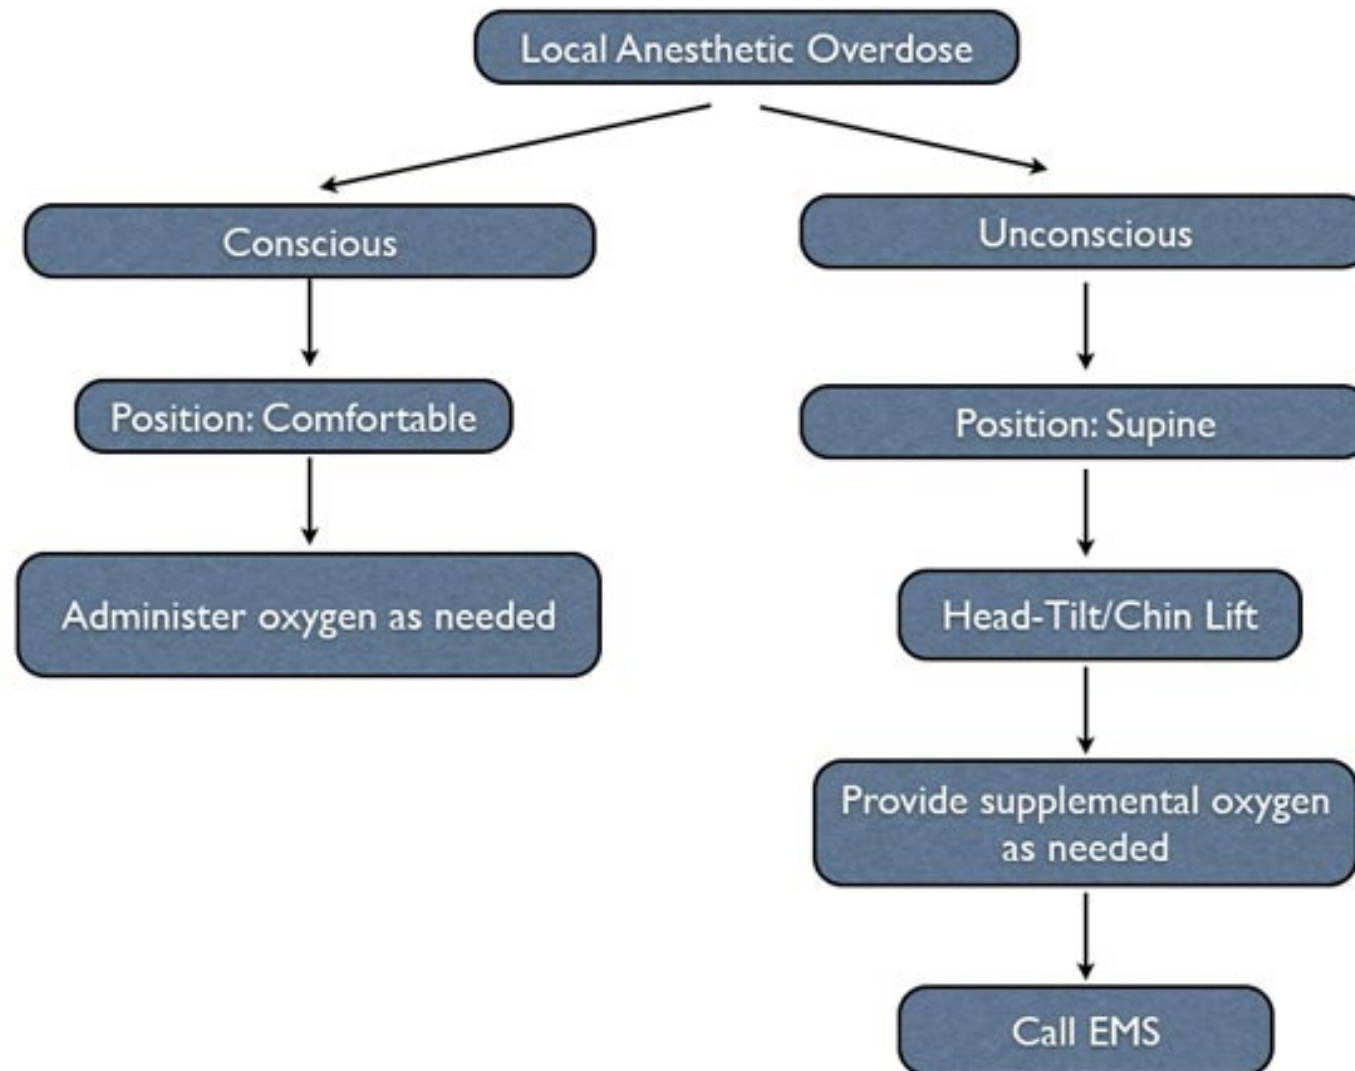 Local Anesthetic Overdose
Conscious
Position: Comfortable
Administer oxygen as needed
Unconscious
Position: Supine
Head-Tilt/Chin Lift
Provide supplemental oxygen
as needed
Call EMS